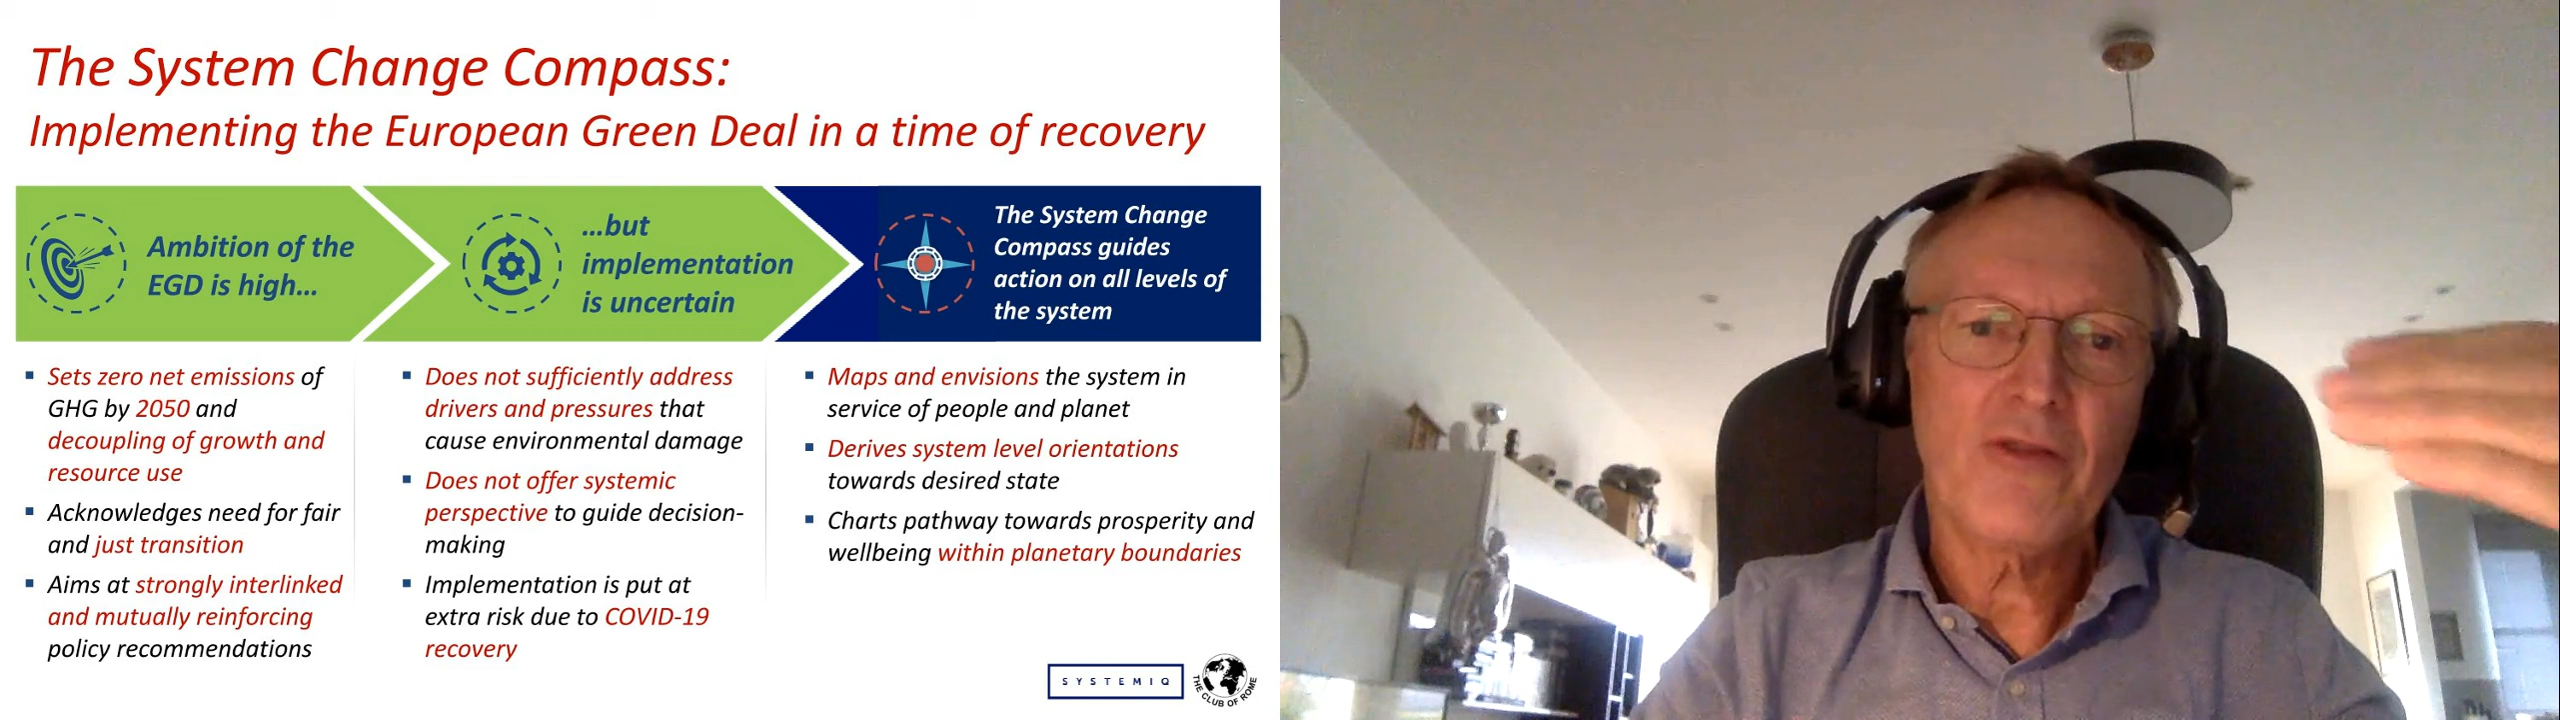 The System Change Compass:
Implementing the European Green Deal in a time of recovery
Ambition of the
EGD is high...
...but
implementation
is uncertain
The System Change
Compass guides
action on all levels of
the system
Sets zero net emissions of
GHG by 2050 and
decoupling of growth and
resource use
Acknowledges need for fair
and just transition
Aims at strongly interlinked
and mutually reinforcing
policy recommendations
Does not sufficiently address
drivers and pressures that
cause environmental damage
Does not offer systemic
perspective to guide decision-
making
Implementation is put at
extra risk due to COVID-19
recovery
Maps and envisions the system in
service of people and planet
Derives system level orientations
towards desired state
Charts pathway towards prosperity and
wellbeing within planetary boundaries
SYSTEMIQ
THE CLUB OF ROME